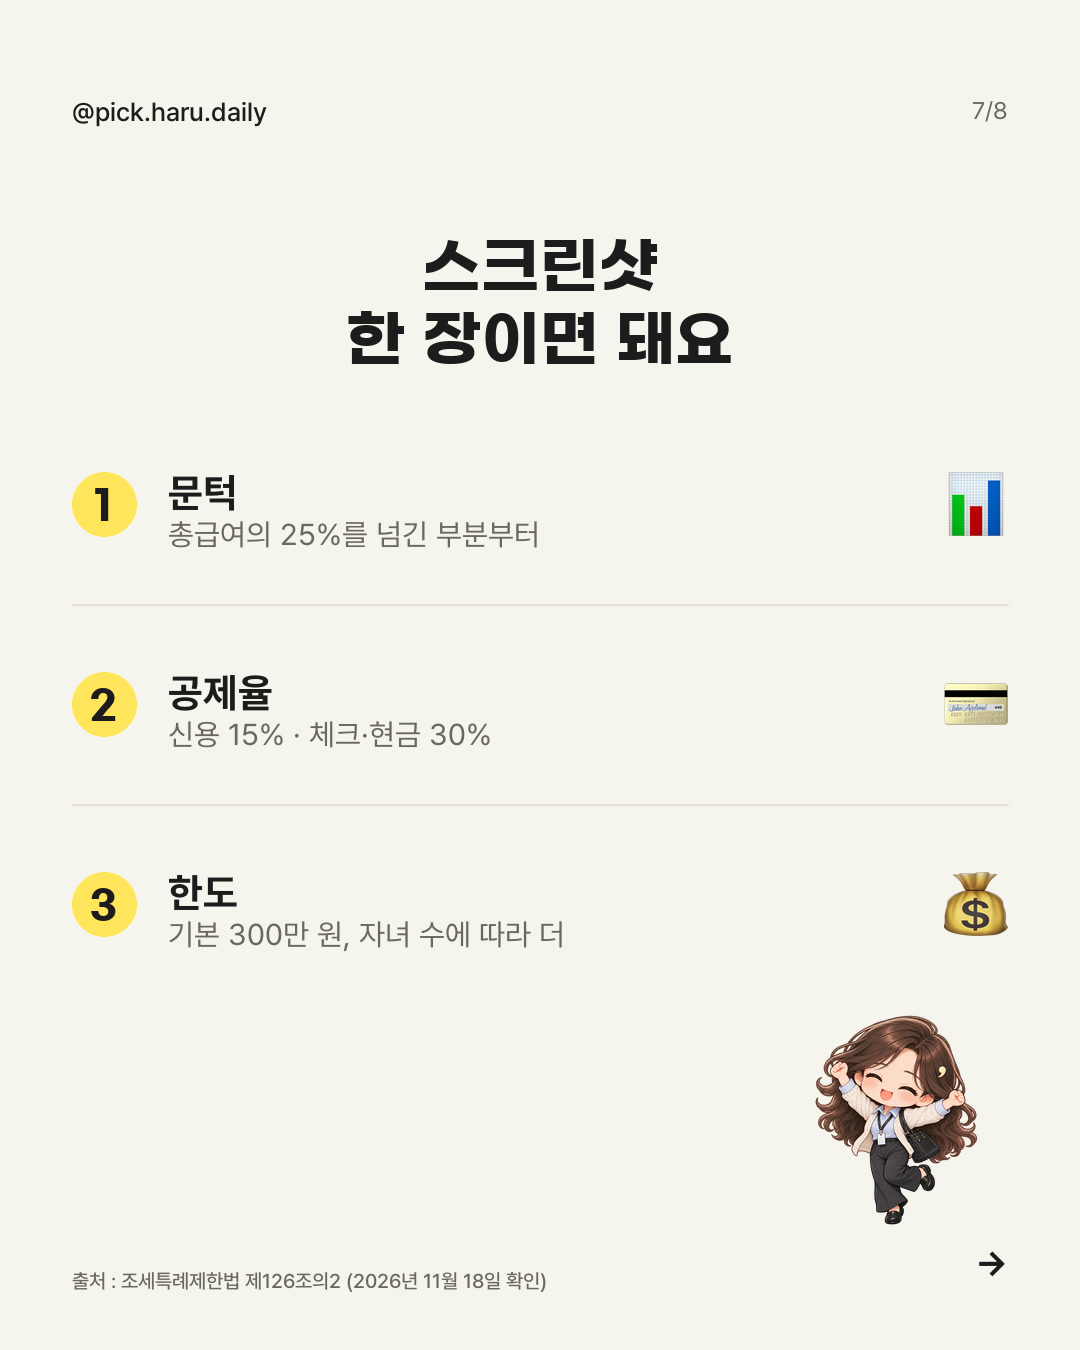 @pick.haru.daily
7/8
스크린샷
한 장이면 돼요
1
문턱
총급여의 25%를 넘긴 부분부터
2
공제율
신용 15% · 체크·현금 30%
3
한도
기본 300만 원, 자녀 수에 따라 더
$
출처 : 조세특례제한법 제126조의2 (2026년 11월 18일 확인)
→